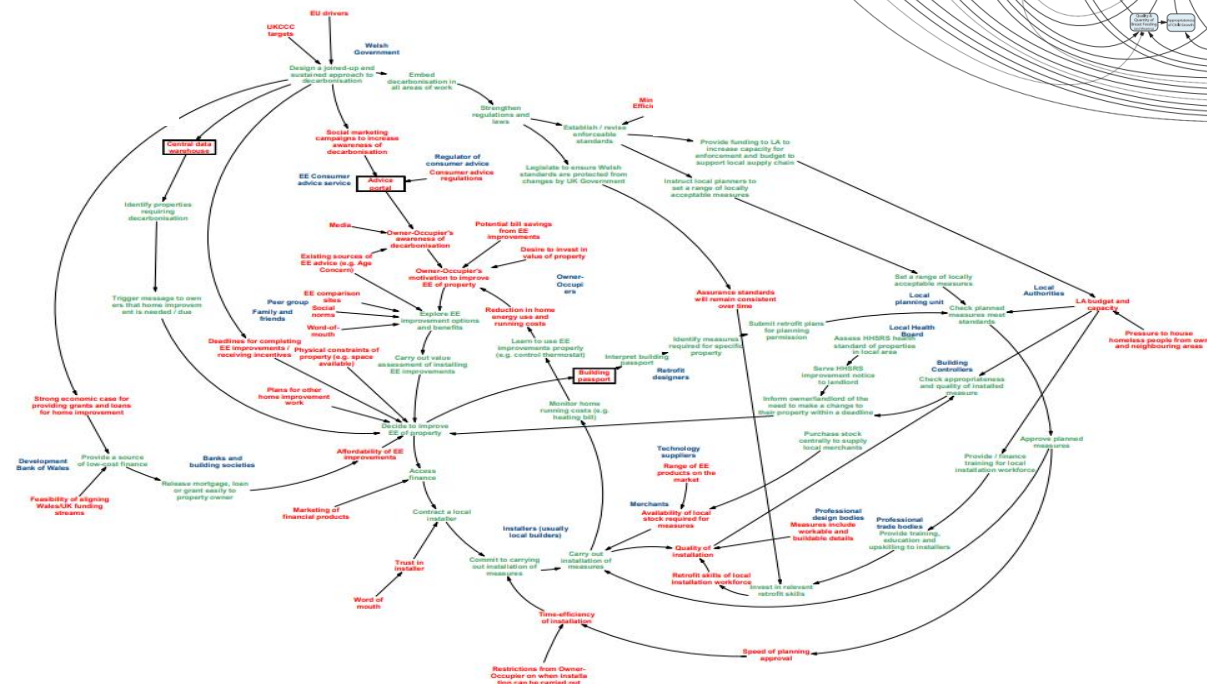 EU drivers
UKCCC
targets
Welsh
Government
Design a joined-up and
sustained approach to
decarbonisation
Embed
decarbonisation in
all areas of work
Strengthen
regulations and
laws
Min
Efficie
Establish / revise
enforceable
standards
Provide funding to LA to
increase capacity for
enforcement and budget to
support local supply chain
Legislate to ensure Welsh
standards are protected from
changes by UK Government
Instruct local planners to
set a range of locally
acceptable measures
Central data
warehouse
Social marketing
campaigns to increase
awareness of
decarbonisation
Regulator of
consumer advice
Consumer advice
regulations
EE Consumer
advice service
Advice
portal
Identify properties
requiring
decarbonisation
Media
Owner-Occupier's
awareness of
decarbonisation
Potential bill savings
from EE
improvements
Desire to invest in
value of property
Existing sources of
EE advice (e.g. Age
Concern)
Owner-Occupier's
motivation to improve
EE of property
Owner-
Occupi
ers
Trigger message to own
ers that home improvem
ent is needed / due
EE comparison
sites
Peer group
Social
norms
Family and
friends
Word-of-
mouth
Explore EE
improvement options
and benefits
Reduction in home
energy use and
running costs
Assurance standards
will remain consistent
over time
Set a range of locally
acceptable measures
Local
planning unit
Local
Authorities
Check planned
measures meet
standards
LA budget and
capacity
Pressure to house
homeless people from own
and neighbouring areas
Submit retrofit plans
for planning
permission
Local Health
Board
Assess HHSRS health
standard of properties
in local area
Identify measures
required for specific
property
Learn to use EE
improvements property
(e.g. control thermostat)
Interpret building
passport
Retrofit
designers
Building
passport
Serve HHSRS
improvement notice
to landlord
Building
Controllers
Check appropriateness
and quality of installed
measure
Deadlines for completing
EE improvements /
receiving incentives
Physical constraints of
property (e.g. space
available)
Carry out value
assessment of installing
EE improvements
Plans for other
home improvement
work
Monitor home
running costs (e.g.
heating bill)
Inform owner/landlord of
the need to make a change to
their property within a deadline
Strong economic case for
providing grants and loans
for home improvement
Decide to improve
EE of property
Purchase stock
centrally to supply
local merchants
Approve planned
measures
Provide / finance
training for local
installation workforce
Development
Bank of Wales
Provide a source
of low-cost finance
Banks and
building societies
Affordability of EE
improvements
Access
finance
Technology
suppliers
Range of EE
products on the
market
Release mortgage, loan
or grant easily to
property owner
Feasibility of aligning
Wales/UK funding
streams
Marketing of
financial products
Contract a local
installer
Merchants
Availability of local
stock required for
measures
Professional
design bodies
Measures include
workable and
buildable details
Professional
trade bodies
Provide training,
education and
upskilling to installers
Installers (usually
local builders)
Commit to carrying
out installation of
measures
Carry out
installation of
measures
Quality of
installation
Retrofit skills of local
installation workforce
Invest in relevant
retrofit skills
Trust in
installer
Word of
mouth
Time-efficiency
of installation
Speed of planning
approval
Restrictions from Owner-
Occupier on when installa
tion can be carried out